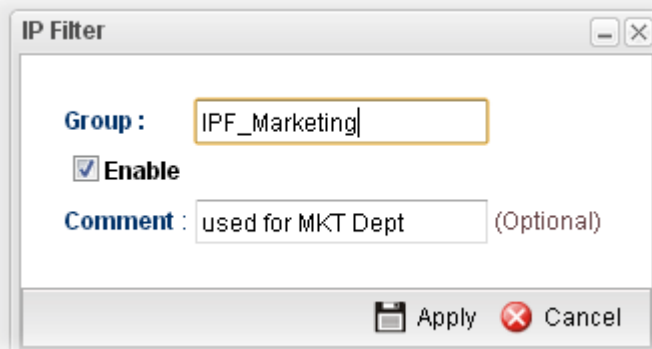 IP Filter
Group : IPF_Marketing
Enable
Comment : used for MKT Dept (Optional)
Apply Cancel